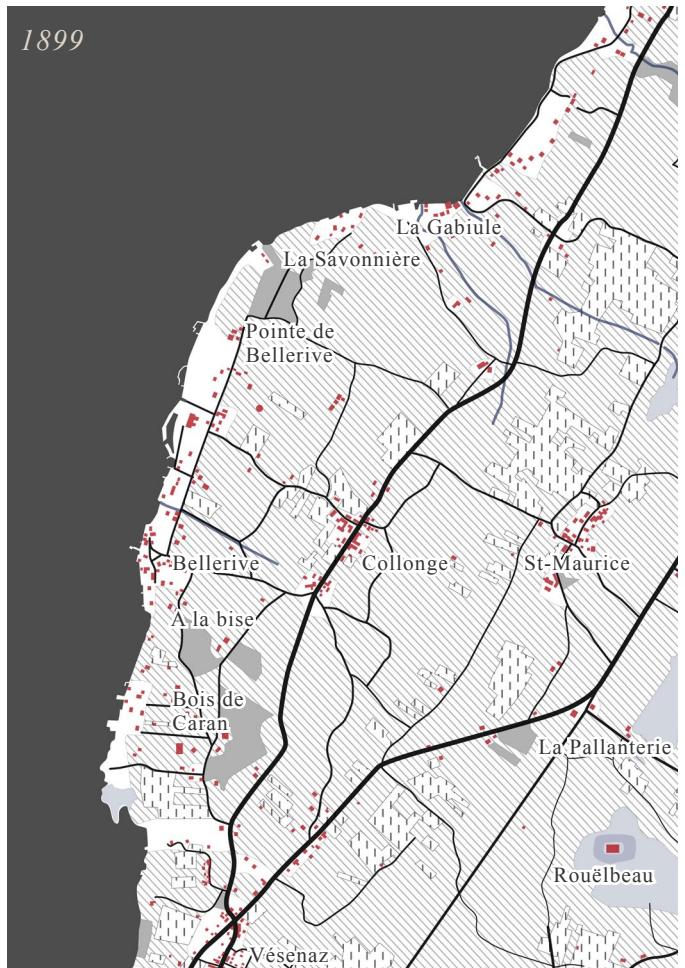 1899
La Gabiule
La Savonnière
Pointe de
Bellerive
Bellerive
Collonge
St-Maurice
A la bise
Bois de
Caran
La Pallanterie
Rouëlbeau
Vésenaz